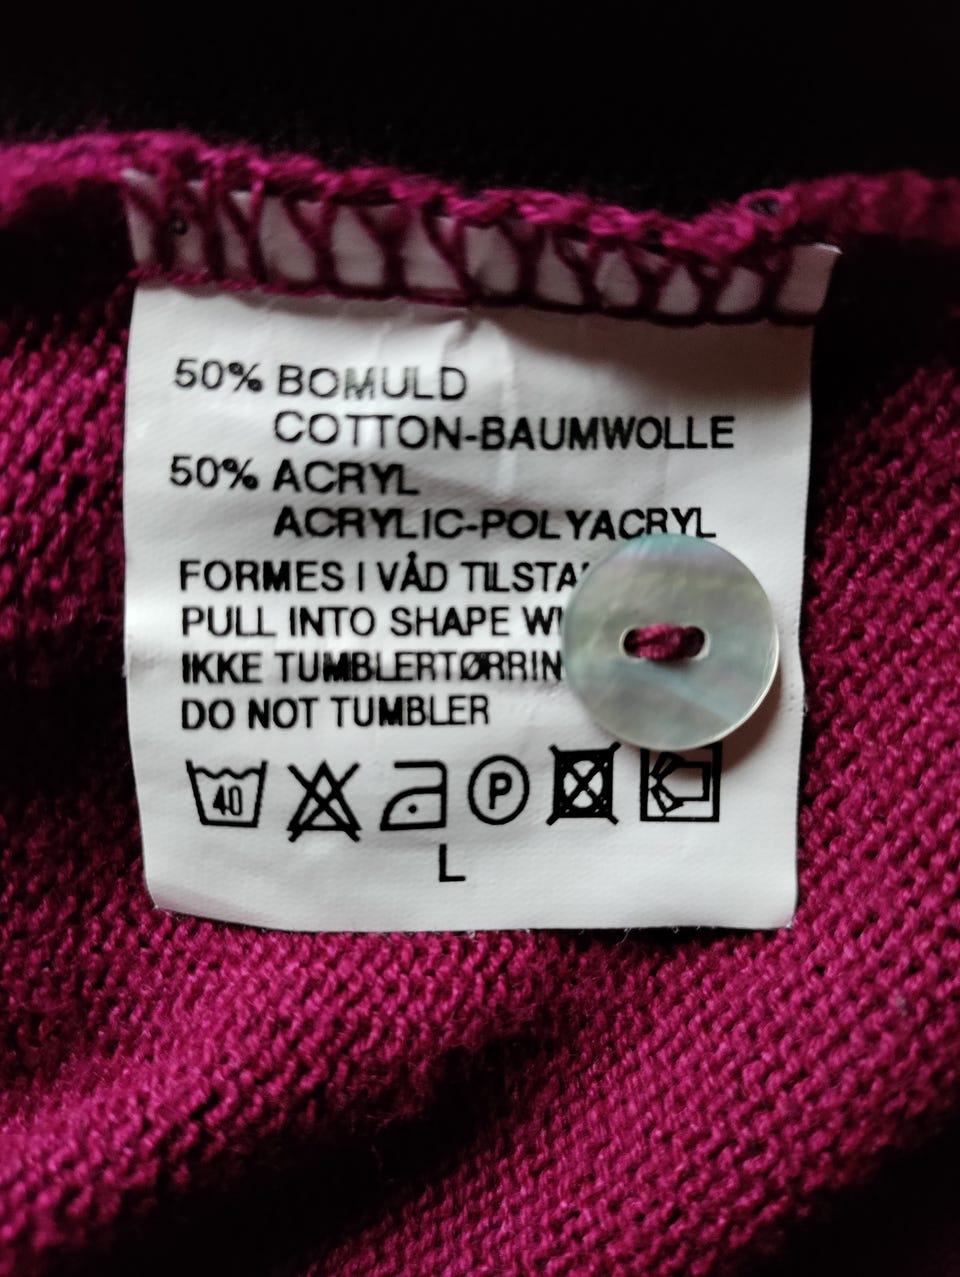 50% BOMULD
COTTON-BAUMWOLLE
50% ACRYL
ACRYLIC-POLYACRYL
FORMES I VÅD
PULL INTO SHAPE
IKKE
DO NOT TUMBLER
40 P
L